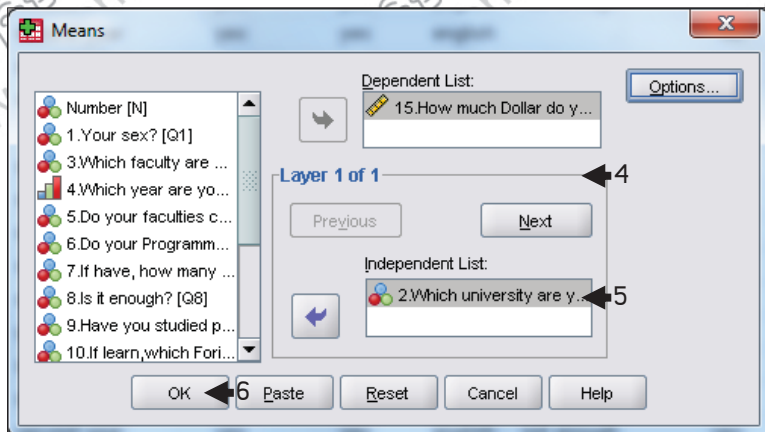 Means
Number [N]
1.Your sex? [Q1]
3.Which faculty are ...
4.Which year are yo...
5.Do your faculties c...
6.Do your Programm...
7.If have, how many ...
8.Is it enough? [Q8]
9.Have you studied p...
10.If learn,which Fori...
Dependent List:
15.How much Dollar do y...
Options...
Layer 1 of 1
4
Previous
Next
Independent List:
2.Which university are y...
5
OK
6
Paste
Reset
Cancel
Help